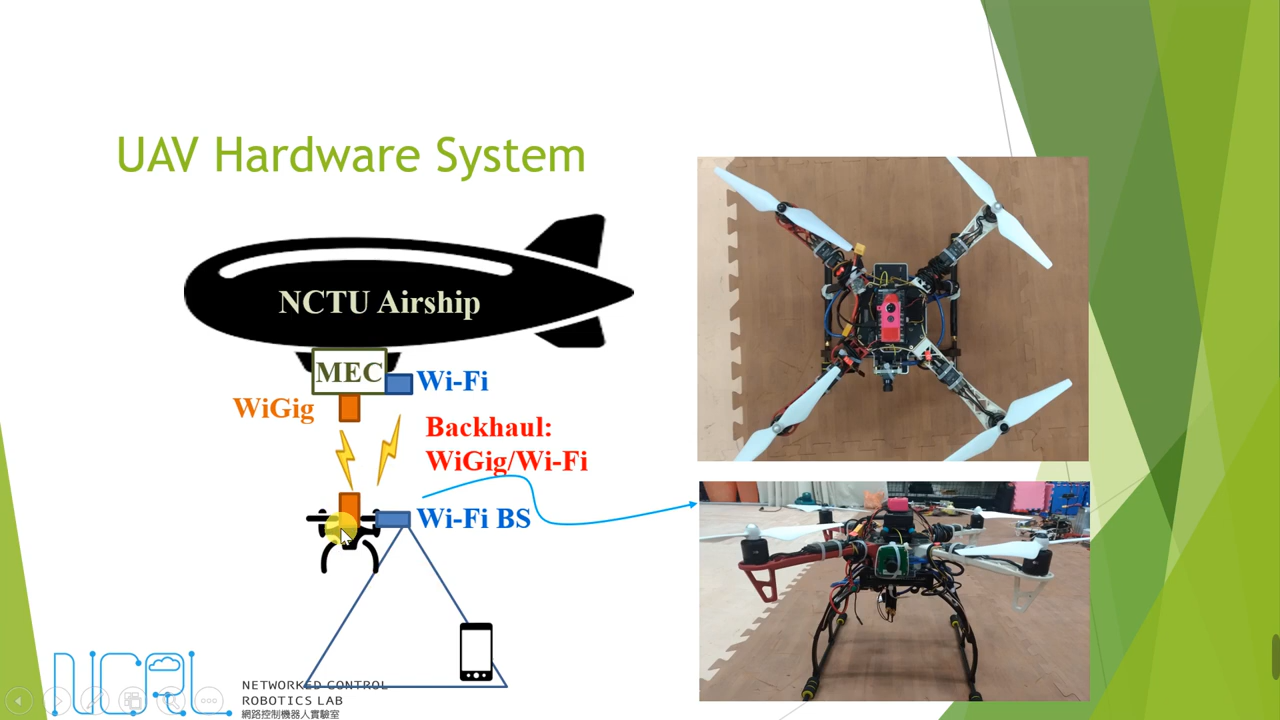 UAV Hardware System
NCTU Airship
MEC
Wi-Fi
WiGig
Backhaul:
WiGig/Wi-Fi
Wi-Fi BS
NCRL
NETWORKED CONTROL
ROBOTICS LAB
網路控制機器人實驗室